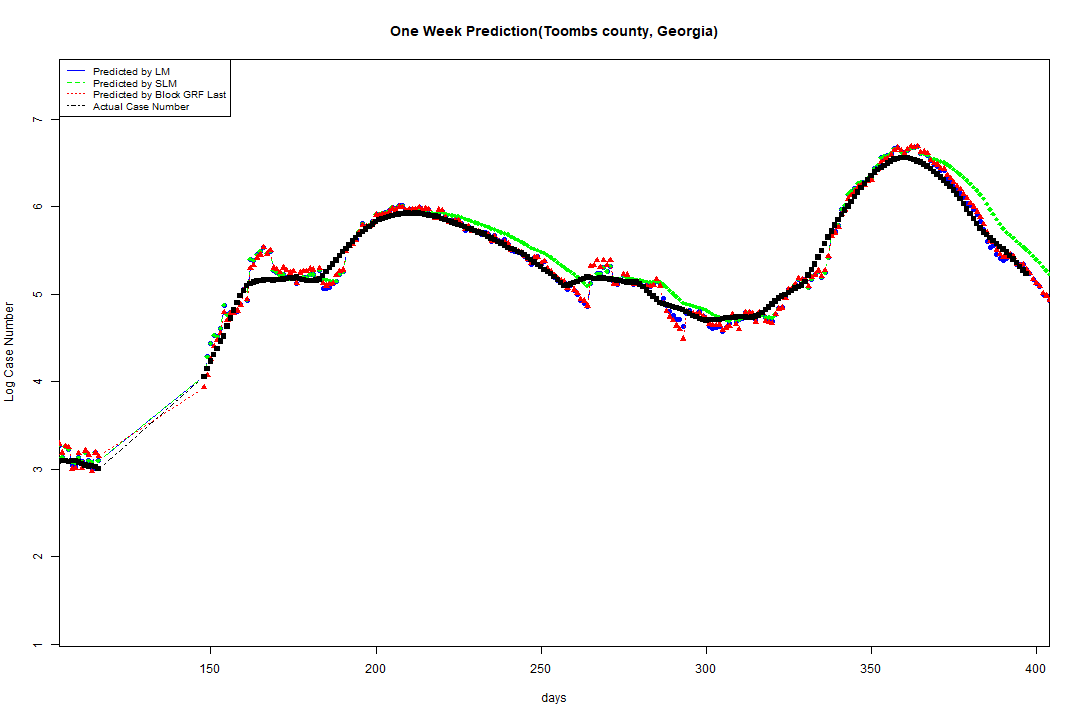 One Week Prediction(Toombs county, Georgia)
Predicted by LM
Predicted by SLM
Predicted by Block GRF Last
Actual Case Number
Log Case Number
7
6
5
4
3
2
1
150 200 250 300 350 400
days